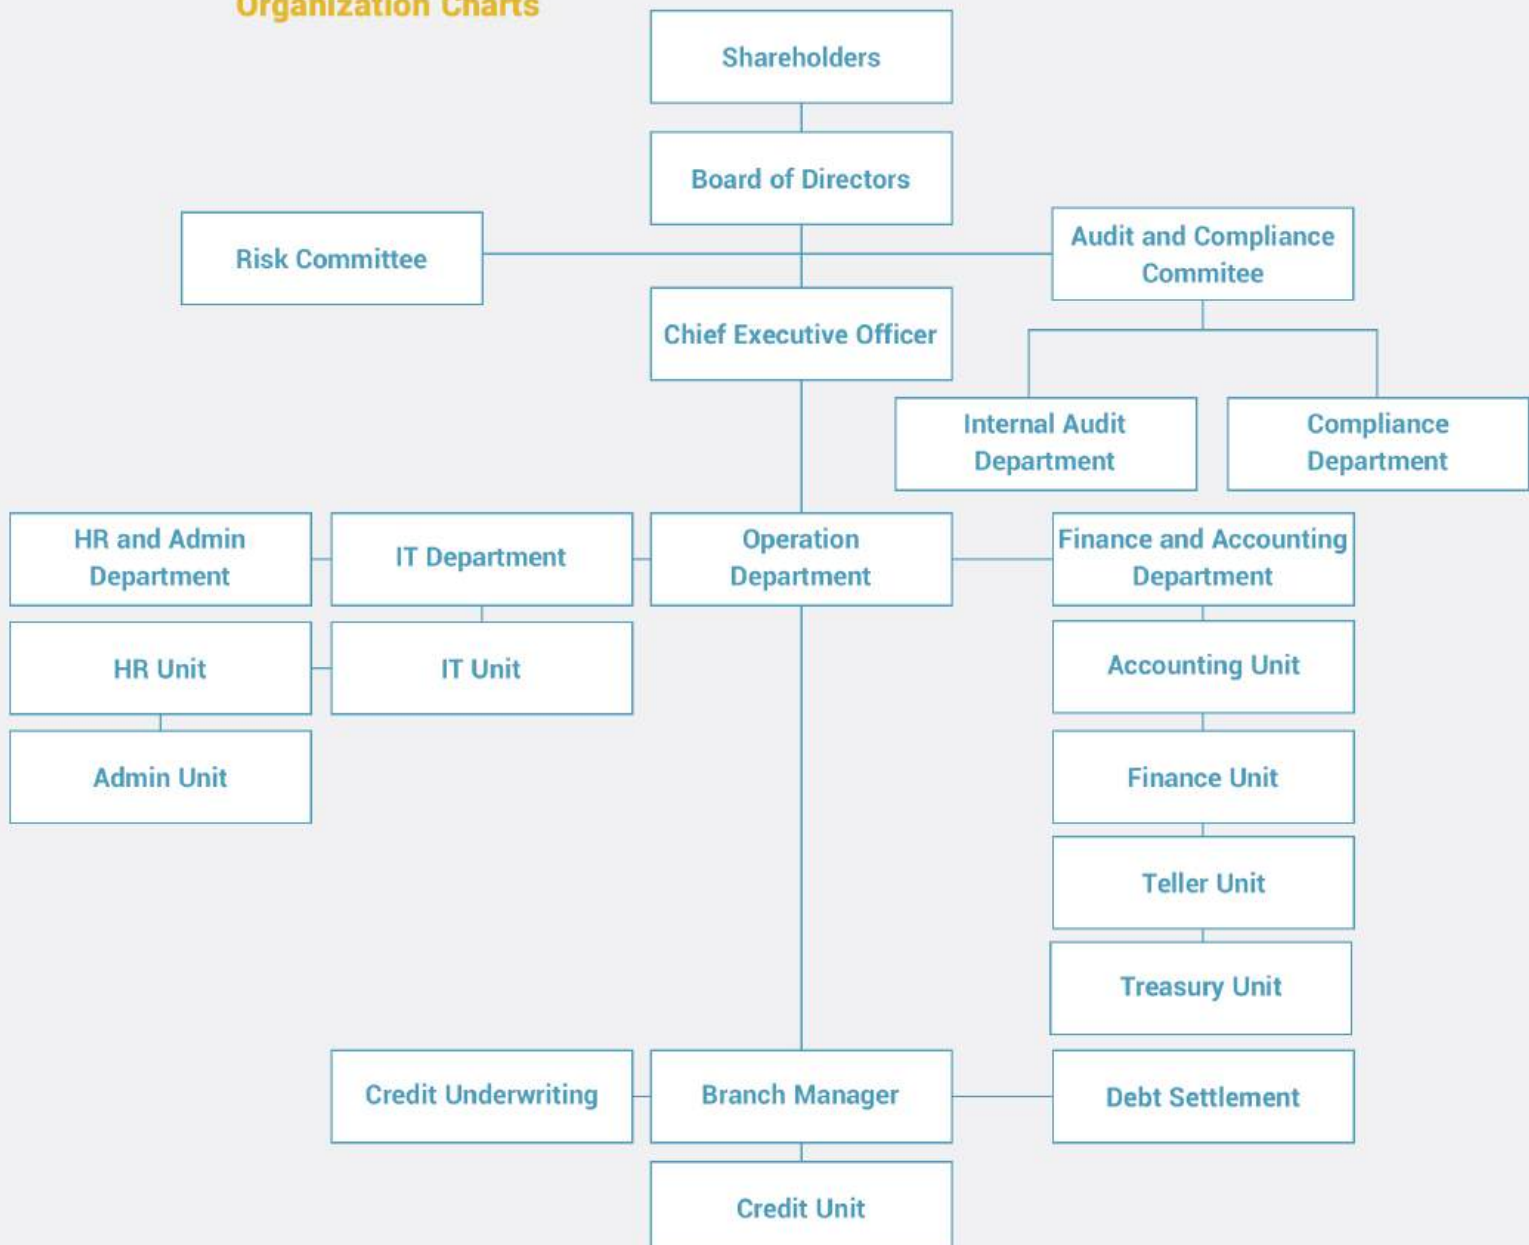 Organization Charts
Shareholders
Board of Directors
Risk Committee
Audit and Compliance
Commitee
Chief Executive Officer
Internal Audit
Department
Compliance
Department
HR and Admin
Department
IT Department
Operation
Department
Finance and Accounting
Department
HR Unit
IT Unit
Accounting Unit
Admin Unit
Finance Unit
Teller Unit
Treasury Unit
Credit Underwriting
Branch Manager
Debt Settlement
Credit Unit